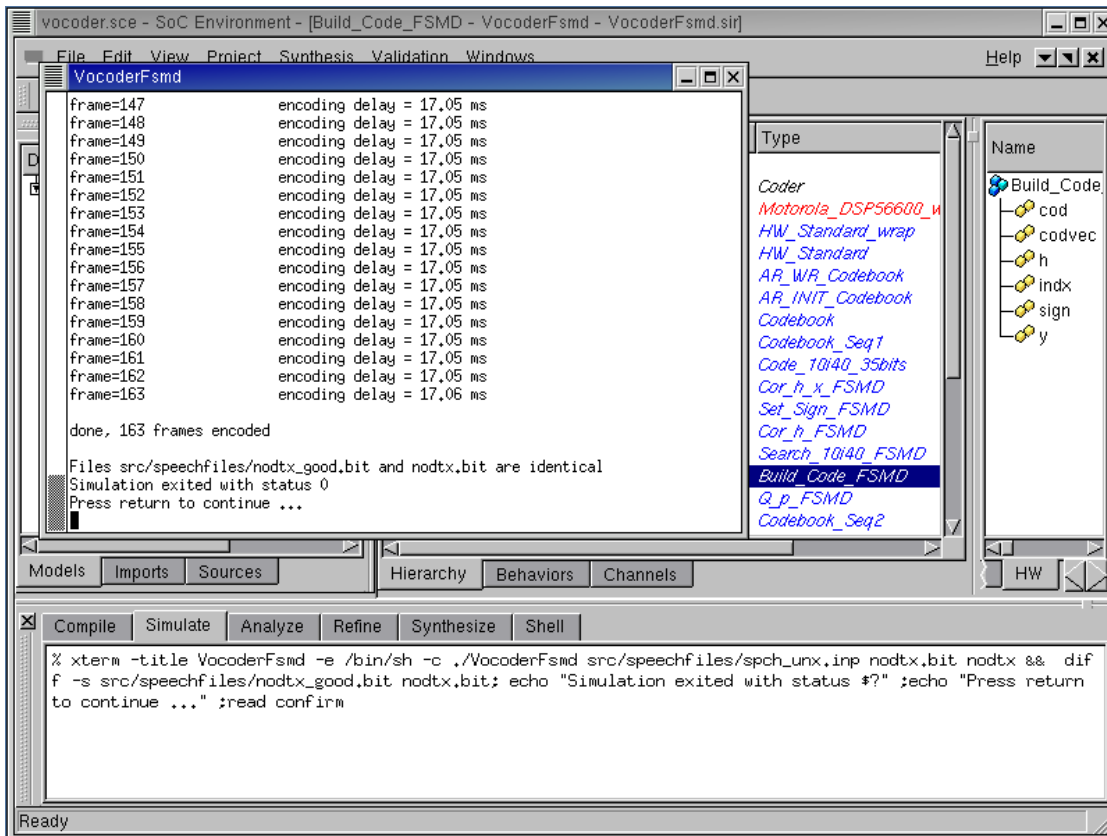 vocoder.sce - SoC Environment - [Build_Code_FSMD - VocoderFsmd - VocoderFsmd.sir]
File Edit View Project Synthesis Validation Windows Help
VocoderFsmd
frame=147 encoding delay = 17.05 ms
frame=148 encoding delay = 17.05 ms
frame=149 encoding delay = 17.05 ms
frame=150 encoding delay = 17.05 ms
frame=151 encoding delay = 17.05 ms
frame=152 encoding delay = 17.05 ms
frame=153 encoding delay = 17.05 ms
frame=154 encoding delay = 17.05 ms
frame=155 encoding delay = 17.05 ms
frame=156 encoding delay = 17.05 ms
frame=157 encoding delay = 17.05 ms
frame=158 encoding delay = 17.05 ms
frame=159 encoding delay = 17.05 ms
frame=160 encoding delay = 17.05 ms
frame=161 encoding delay = 17.05 ms
frame=162 encoding delay = 17.05 ms
frame=163 encoding delay = 17.06 ms
done, 163 frames encoded
Files src/speechfiles/nodtx_good.bit and nodtx.bit are identical
Simulation exited with status 0
Press return to continue ...
D
Type
Coder
Motorola_DSP56600_w
HW_Standard_wrap
HW_Standard
AR_WR_Codebook
AR_INIT_Codebook
Codebook
Codebook_Seq1
Code_10i40_35bits
Cor_h_x_FSMD
Set_Sign_FSMD
Cor_h_FSMD
Search_10i40_FSMD
Build_Code_FSMD
Q_p_FSMD
Codebook_Seq2
Name
Build_Code_
cod
codvec
h
indx
sign
y
Models Imports Sources
Hierarchy Behaviors Channels
HW
Compile Simulate Analyze Refine Synthesize Shell
% xterm -title VocoderFsmd -e /bin/sh -c ./VocoderFsmd src/speechfiles/spch_unx.inp nodtx.bit nodtx &&  dif
f -s src/speechfiles/nodtx_good.bit nodtx.bit; echo "Simulation exited with status $?" ;echo "Press return
to continue ..." ;read confirm
Ready